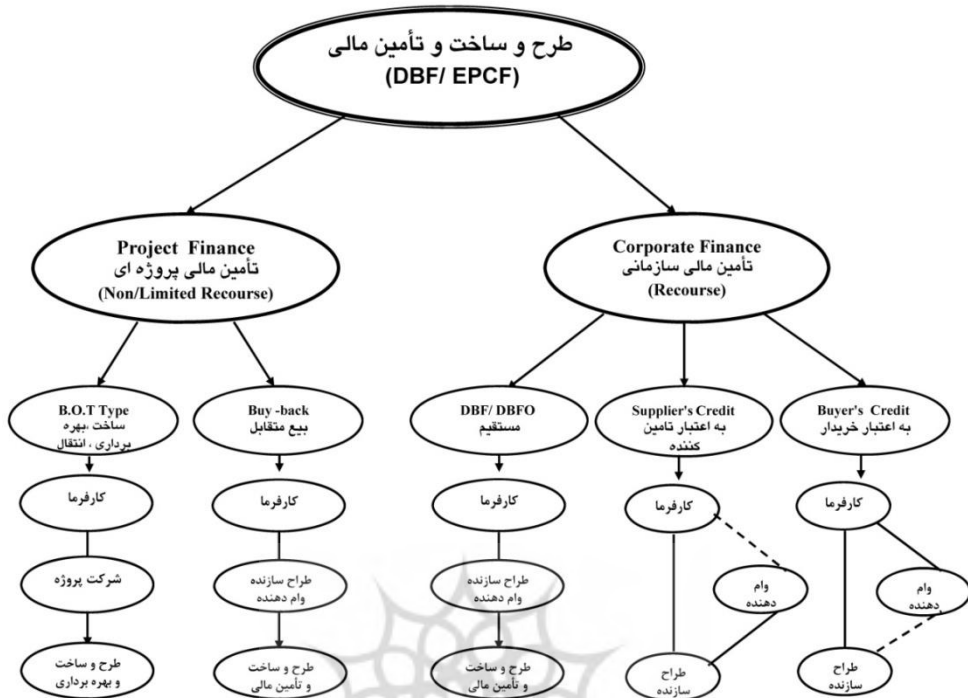 طرح و ساخت و تأمین مالی
(DBF/ EPCF)
Project Finance
تأمین مالی پروژه ای
(Non/Limited Recourse)
Corporate Finance
تأمین مالی سازمانی
(Recourse)
B.O.T Type
ساخت ،بهره
برداری ، انتقال
Buy -back
بیع متقابل
DBF/ DBFO
مستقیم
Supplier's Credit
به اعتبار تامین
کننده
Buyer's Credit
به اعتبار خریدار
کارفرما
کارفرما
کارفرما
کارفرما
کارفرما
شرکت پروژه
طراح سازنده
وام دهنده
طراح سازنده
وام دهنده
وام
دهنده
وام
دهنده
طرح و ساخت
و بهره برداری
طرح و ساخت
و تأمین مالی
طرح و ساخت
و تأمین مالی
طراح
سازنده
طراح
سازنده